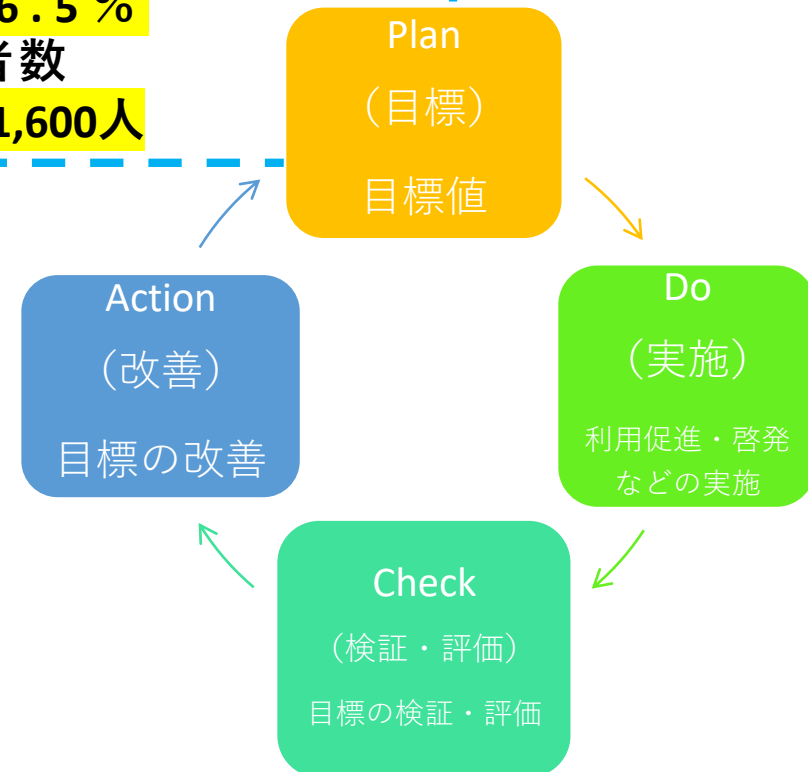 6.5%
者数
1,600人
Plan
（目標）
目標値
Do
（実施）
利用促進・啓発
などの実施
Check
（検証・評価）
目標の検証・評価
Action
（改善）
目標の改善